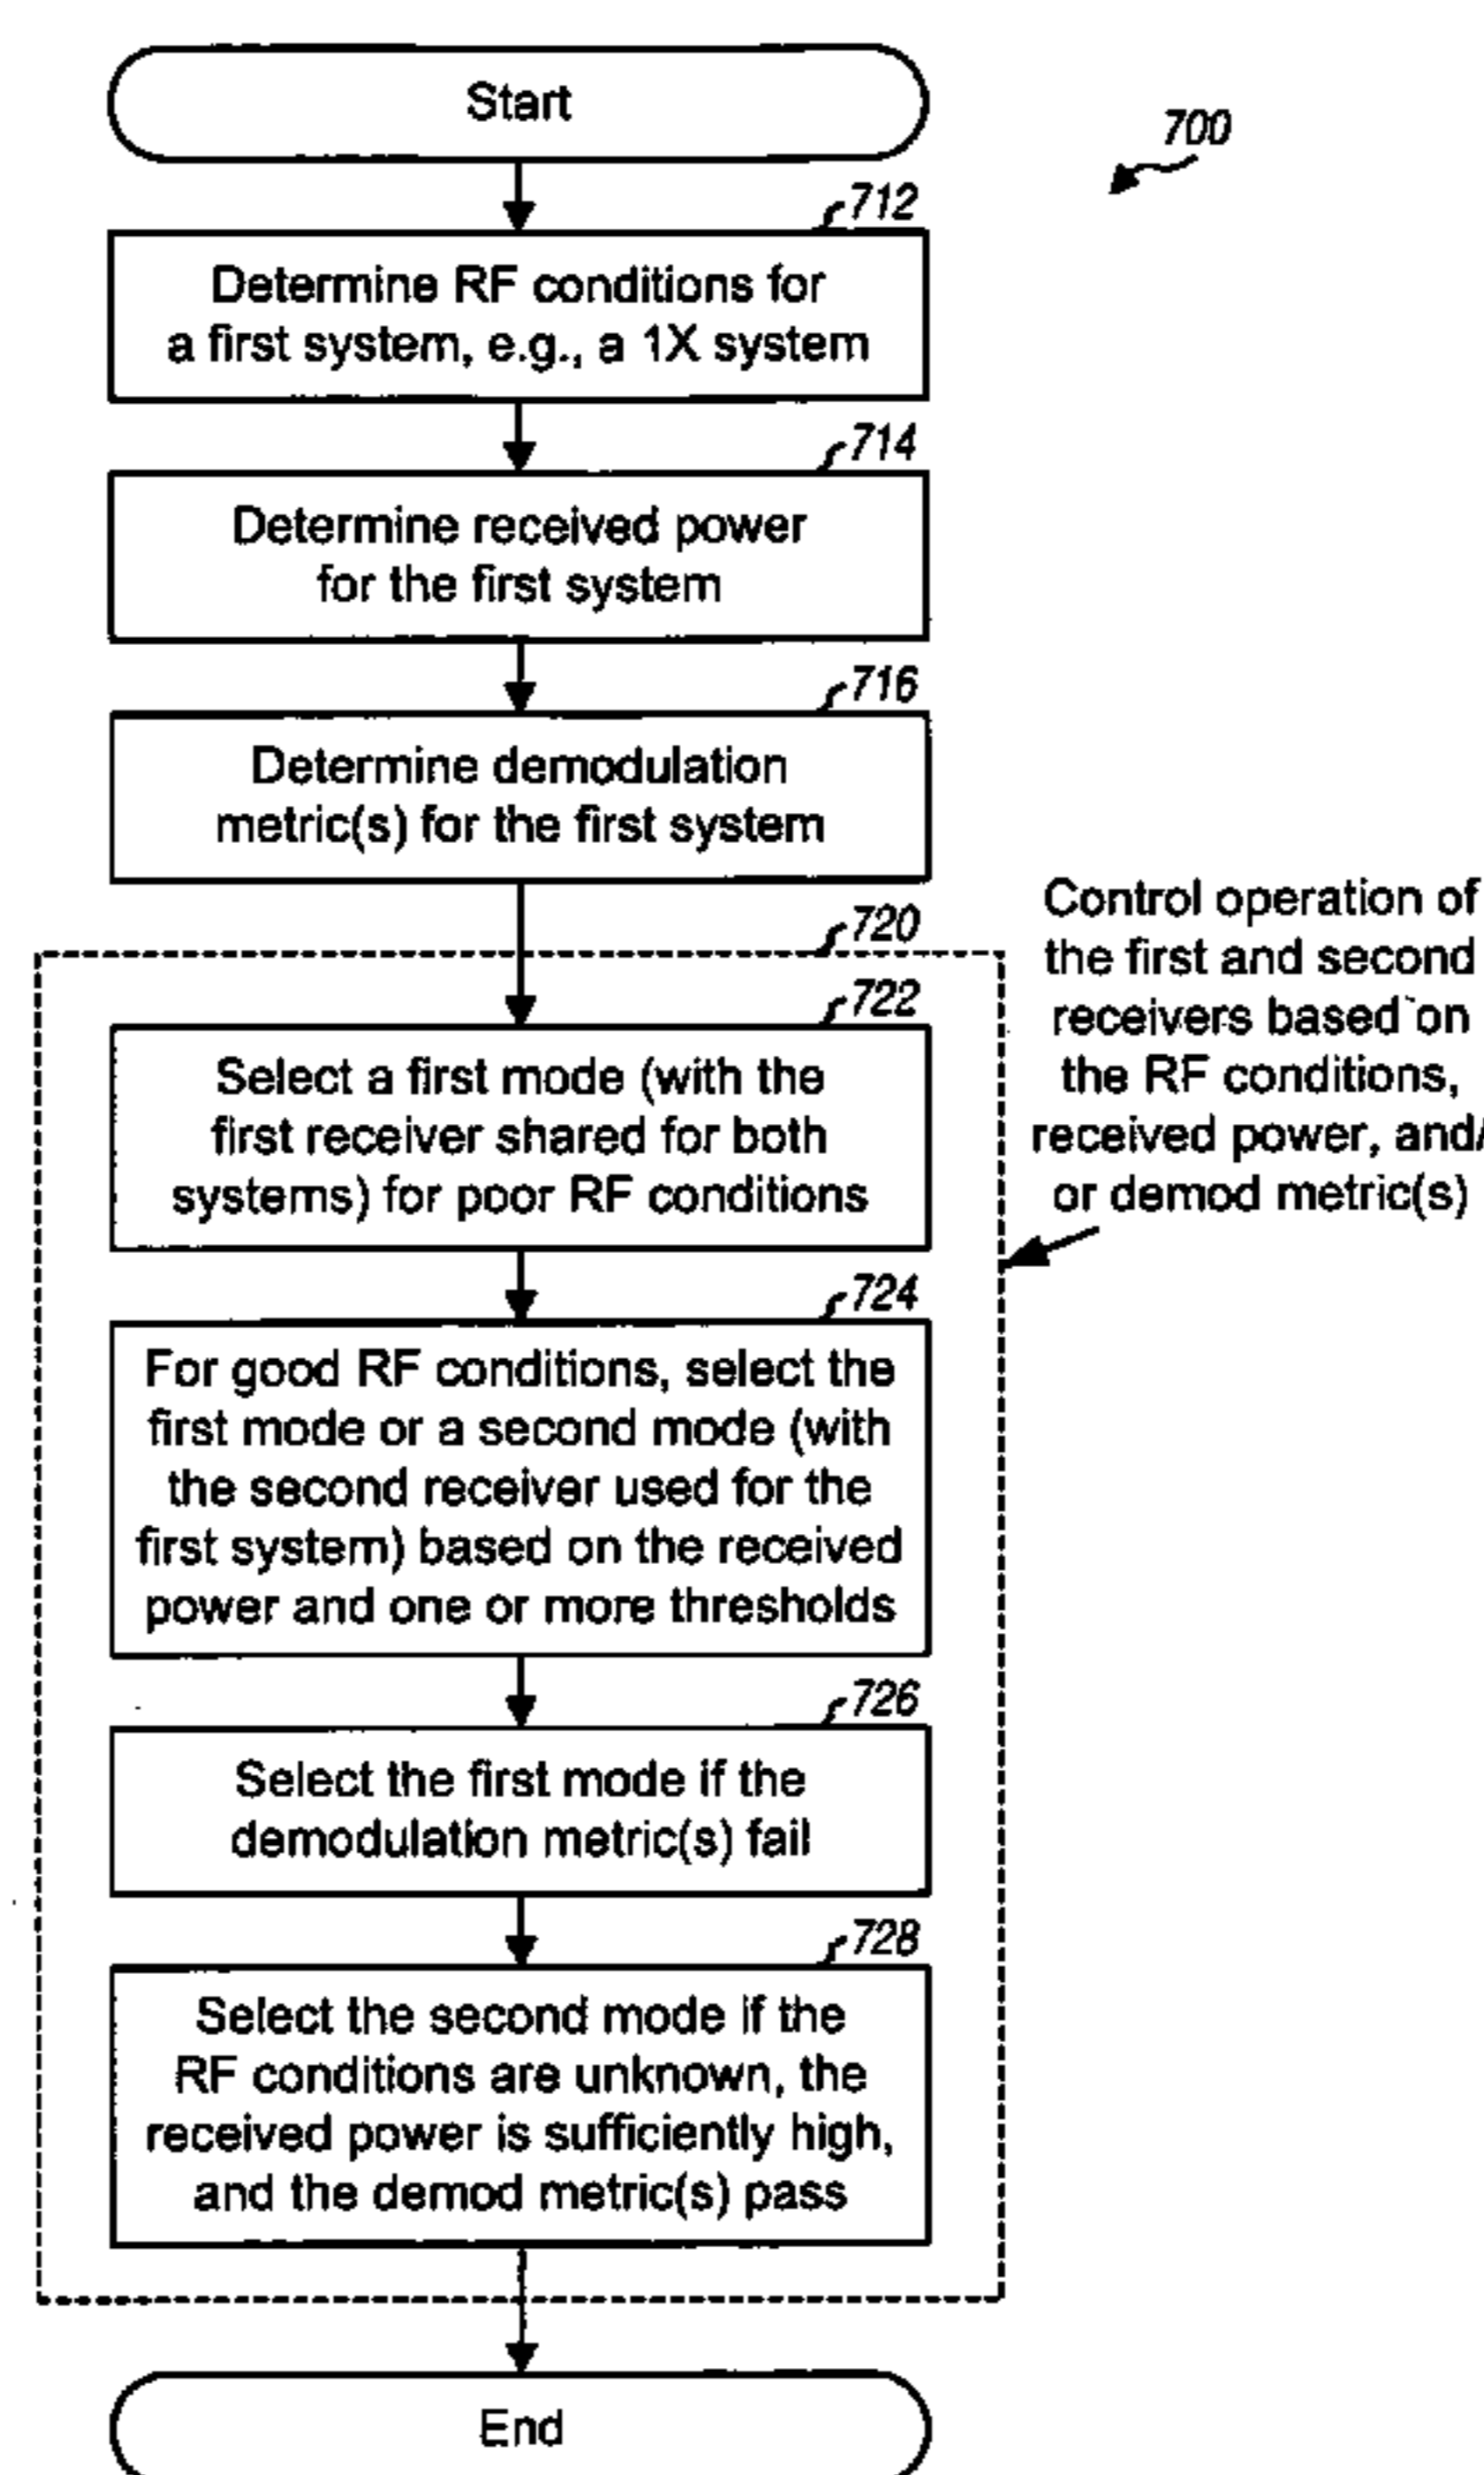 Start
700
712
Determine RF conditions for
a first system, e.g., a 1X system
714
Determine received power
for the first system
716
Determine demodulation
metric(s) for the first system
720
Control operation of
the first and second
receivers based on
the RF conditions,
received power, and/
or demod metric(s)
722
Select a first mode (with the
first receiver shared for both
systems) for poor RF conditions
724
For good RF conditions, select the
first mode or a second mode (with
the second receiver used for the
first system) based on the received
power and one or more thresholds
726
Select the first mode if the
demodulation metric(s) fail
728
Select the second mode if the
RF conditions are unknown, the
received power is sufficiently high,
and the demod metric(s) pass
End